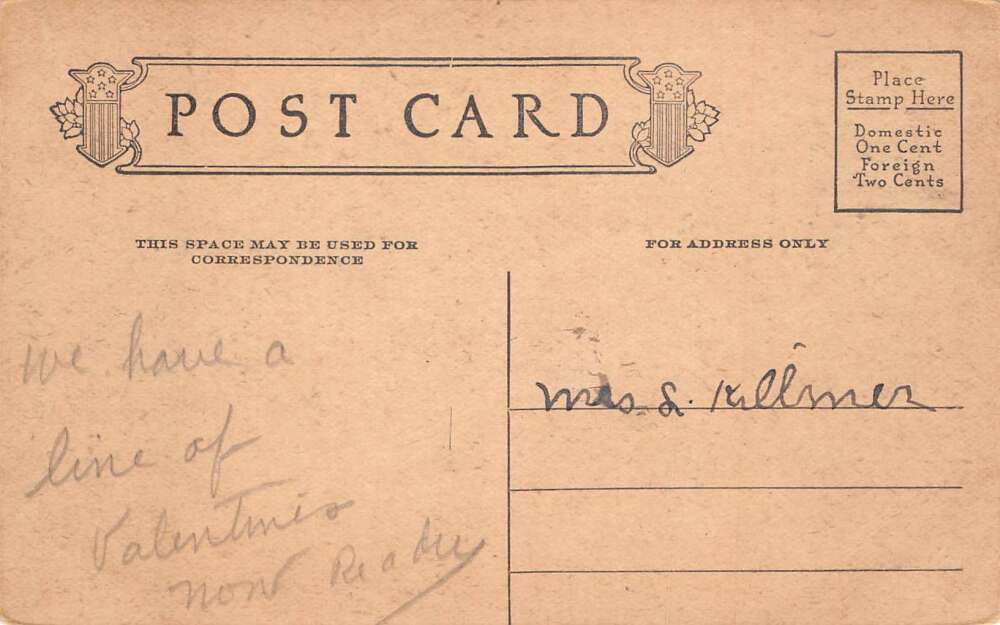 POST CARD
Place
Stamp Here
Domestic
One Cent
Foreign
Two Cents
THIS SPACE MAY BE USED FOR
CORRESPONDENCE
FOR ADDRESS ONLY
we have a
line of
Valentines
now Ready
Mrs L. Killmer